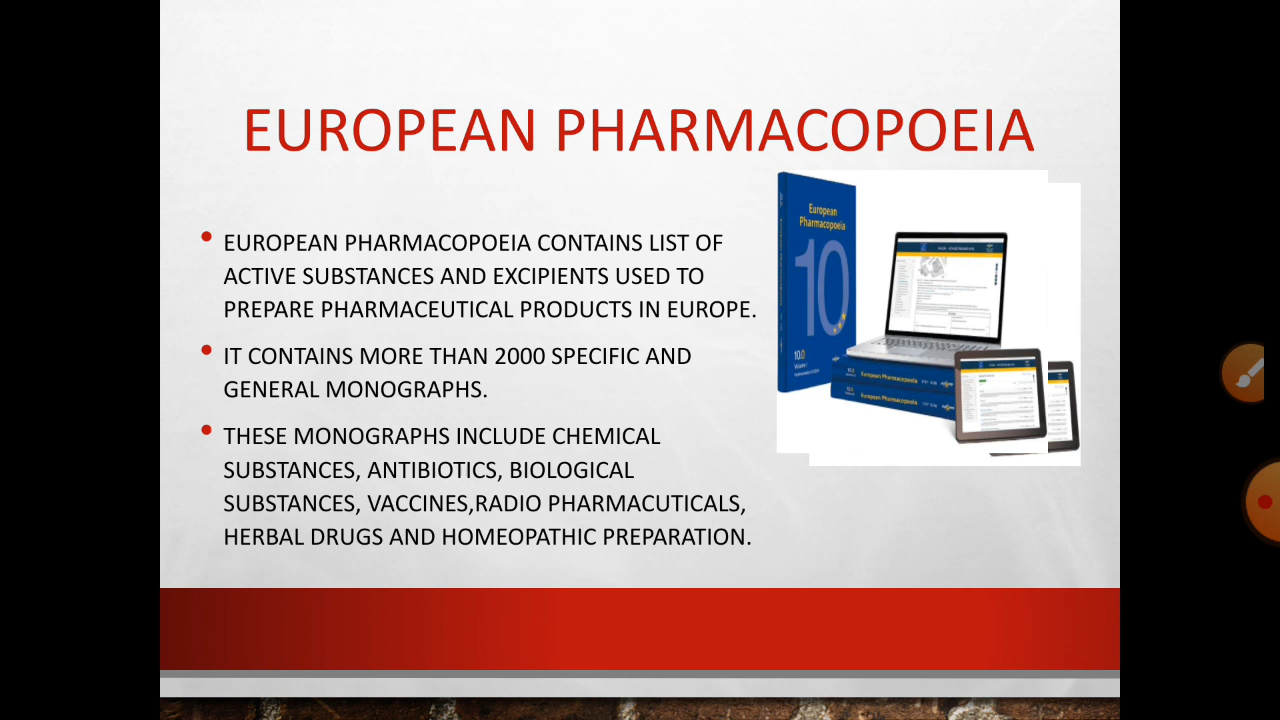 EUROPEAN PHARMACOPOEIA
• EUROPEAN PHARMACOPOEIA CONTAINS LIST OF
ACTIVE SUBSTANCES AND EXCIPIENTS USED TO
PREPARE PHARMACEUTICAL PRODUCTS IN EUROPE.
• IT CONTAINS MORE THAN 2000 SPECIFIC AND
GENERAL MONOGRAPHS.
• THESE MONOGRAPHS INCLUDE CHEMICAL
SUBSTANCES, ANTIBIOTICS, BIOLOGICAL
SUBSTANCES, VACCINES,RADIO PHARMACUTICALS,
HERBAL DRUGS AND HOMEOPATHIC PREPARATION.
European
Pharmacopoeia
10
10.0
Volume I
European Pharmacopoeia
European Pharmacopoeia